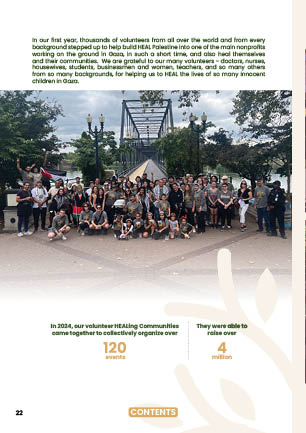 In our first year, thousands of volunteers from all over the world and from every
background stepped up to help build HEAL Palestine into one of the main nonprofits
working on the ground in Gaza, in such a short time, and also heal themselves
and their communities. We are grateful to our many volunteers - doctors, nurses,
housewives, students, businessmen and women, teachers, and so many others
from so many backgrounds, for helping us to HEAL the lives of so many innocent
children in Gaza.
In 2024, our volunteer HEALing Communities
came together to collectively organize over
120
events
They were able to
raise over
4
million
22
CONTENTS